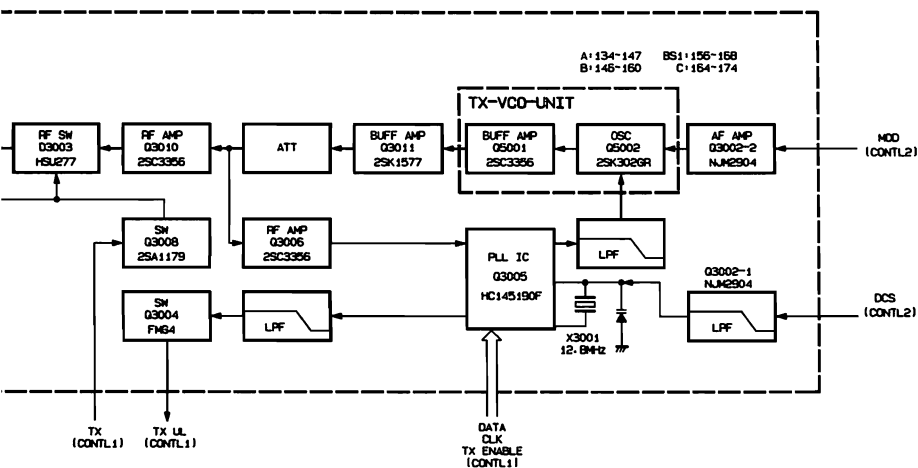 A:134~147 BS1:156~168
B:146~160 C:164~174
TX-VCO-UNIT
RF SW
D3003
HSU277
RF AMP
Q3010
2SC3356
ATT
BUFF AMP
Q3011
2SK1577
BUFF AMP
Q5001
2SC3356
OSC
Q5002
2SK302GR
AF AMP
Q3002-2
NJM2904
MOD
(CONTL2)
SW
Q3008
2SA1179
RF AMP
Q3006
2SC3356
PLL IC
Q3005
HC145190F
LPF
SW
Q3004
FMG4
LPF
X3001
12.8MHz
Q3002-1
NJM2904
LPF
DCS
(CONTL2)
TX
(CONTL1)
TX UL
(CONTL1)
DATA
CLK
TX ENABLE
(CONTL1)